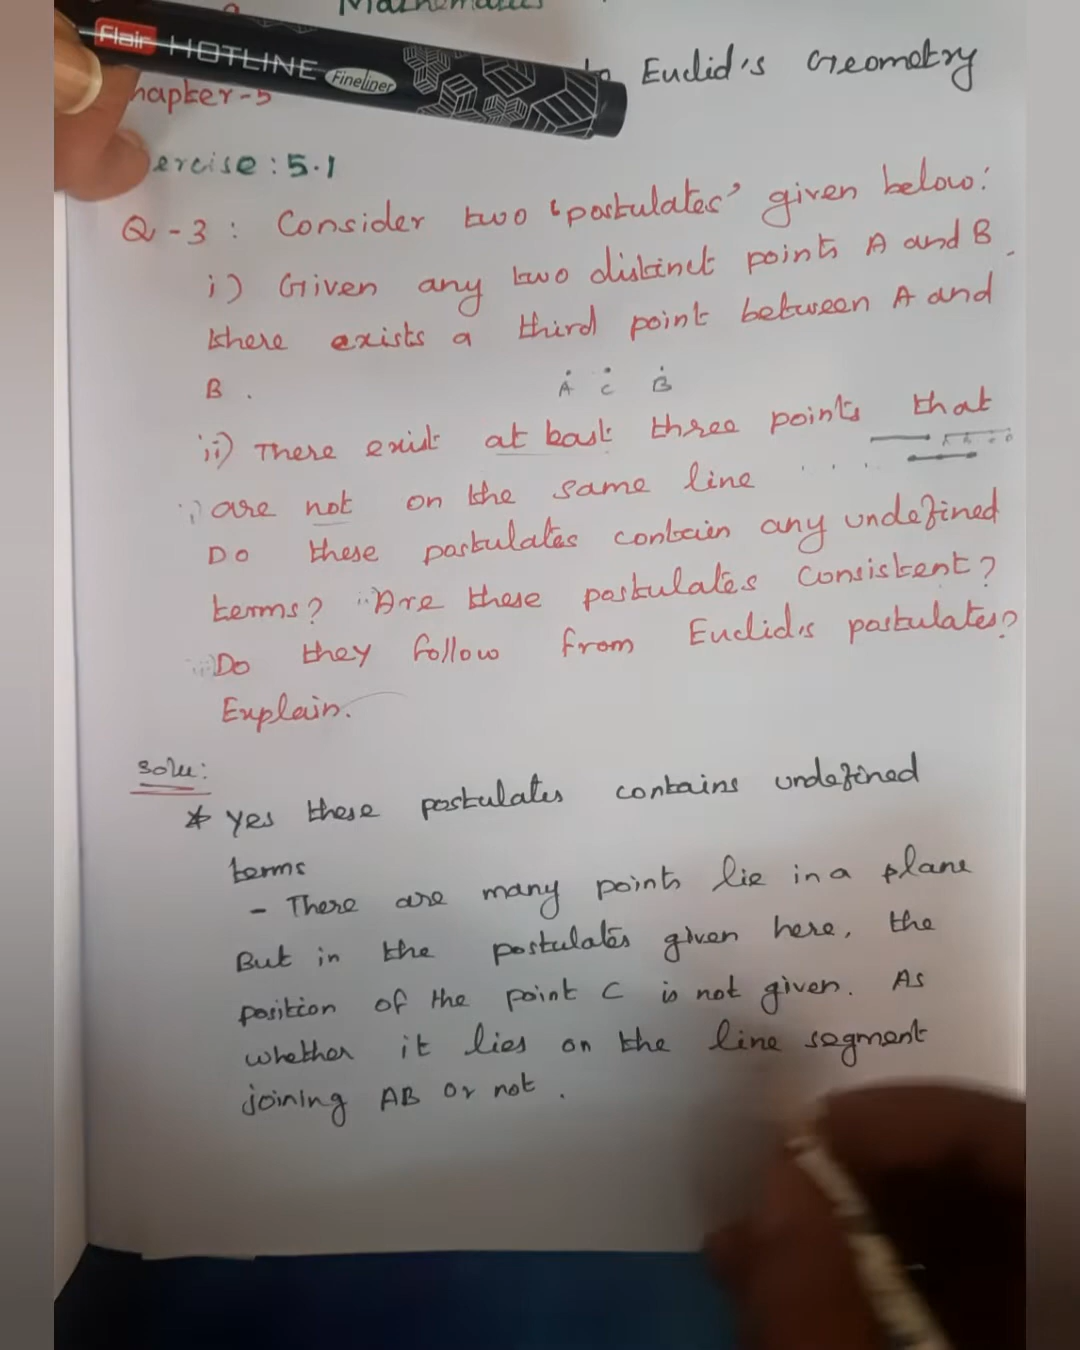 Mathematics
Flair HOTLINE Fineliner
to Euclid's Geometry
hapter-5
ercise: 5.1
Q-3: Consider two 'postulates' given below:
i) Given any two distinct points A and B
there exists a third point between A and
B.
A C B
ii) There exist at least three points that
i) are not on the same line
Do these postulates contain any undefined
terms? ii) Are these postulates consistent?
iii) Do they follow from Euclid's postulates?
Explain.
Solu:
* Yes these postulates contains undefined
terms
- There are many points lie in a plane
But in the postulates given here, the
position of the point C is not given. As
whether it lies on the line segment
joining AB or not.